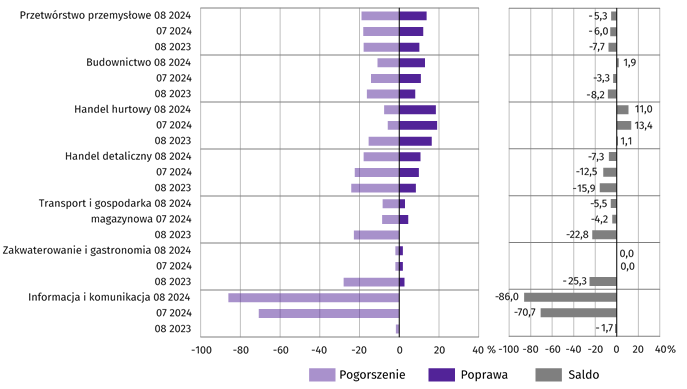 Przetwórstwo przemysłowe 08 2024 - 5,3
07 2024 - 6,0
08 2023 -7,7
Budownictwo 08 2024 1,9
07 2024 -3,3
08 2023 -8,2
Handel hurtowy 08 2024 11,0
07 2024 13,4
08 2023 1,1
Handel detaliczny 08 2024 -7,3
07 2024 -12,5
08 2023 -15,9
Transport i gospodarka 08 2024 -5,5
magazynowa 07 2024 -4,2
08 2023 -22,8
Zakwaterowanie i gastronomia 08 2024 0,0
07 2024 0,0
08 2023 -25,3
Informacja i komunikacja 08 2024 -86,0
07 2024 -70,7
08 2023 - 1,7
-100 -80 -60 -40 -20 0 20 40 % -100 -80 -60 -40 -20 0 20 40%
Pogorszenie Poprawa Saldo